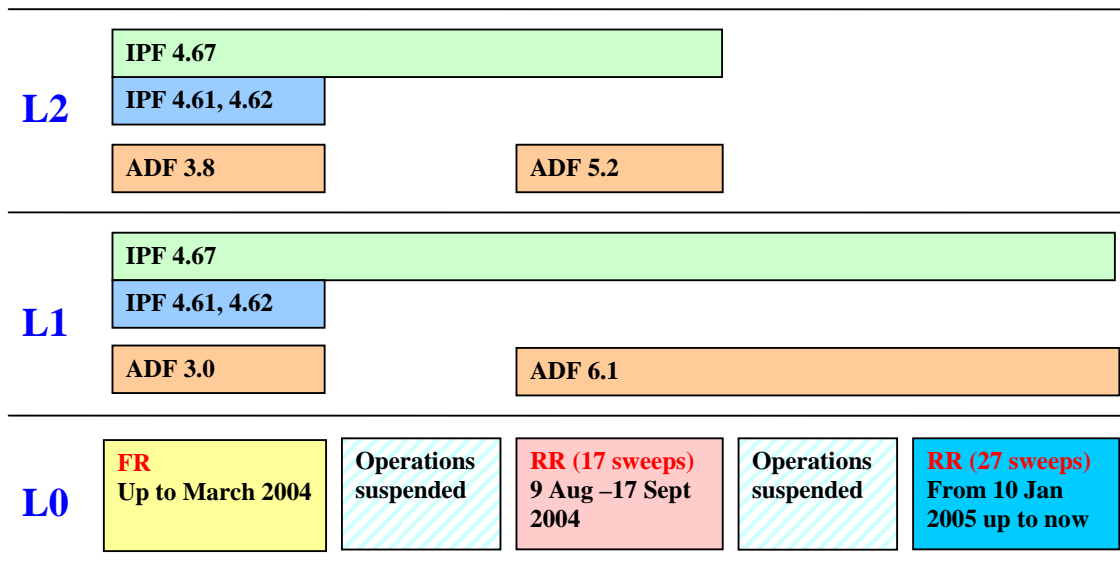 L2
IPF 4.67
IPF 4.61, 4.62
ADF 3.8
ADF 5.2
L1
IPF 4.67
IPF 4.61, 4.62
ADF 3.0
ADF 6.1
L0
FR
Up to March 2004
Operations
suspended
RR (17 sweeps)
9 Aug –17 Sept
2004
Operations
suspended
RR (27 sweeps)
From 10 Jan
2005 up to now